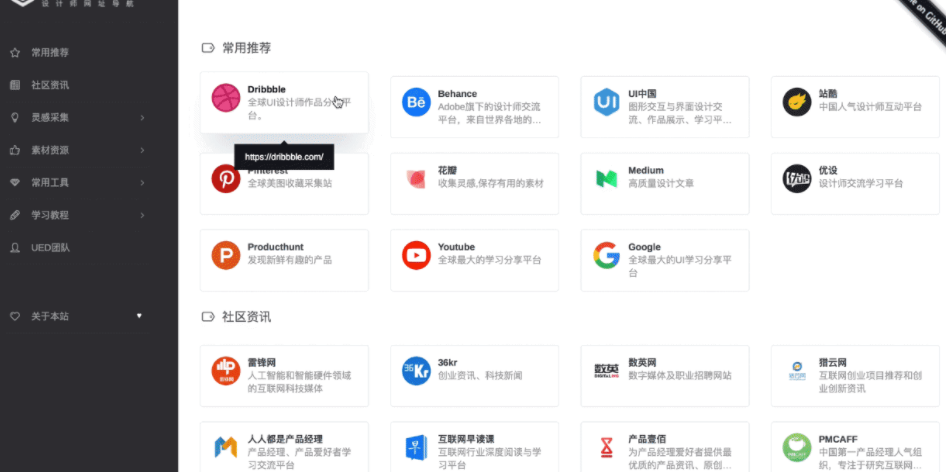 设计师网址导航
on GitHub
常用推荐
社区资讯
灵感采集
素材资源
常用工具
学习教程
UED团队
关于本站
常用推荐
Dribbble
全球UI设计师作品分 平
台。
https://dribbble.com/
Behance
Adobe旗下的设计师交流
平台，来自世界各地的...
UI中国
图形交互与界面设计交
流、作品展示、学习平...
站酷
中国人气设计师互动平台
Pinterest
全球美图收藏采集站
花瓣
收集灵感,保存有用的素材
Medium
高质量设计文章
优设
设计师交流学习平台
Producthunt
发现新鲜有趣的产品
Youtube
全球最大的学习分享平台
Google
全球最大的UI学习分享平
台
社区资讯
雷锋网
人工智能和智能硬件领域
的互联网科技媒体
36kr
创业资讯、科技新闻
数英网
数字媒体及职业招聘网站
猎云网
互联网创业项目推荐和创
业创新资讯
人人都是产品经理
产品经理、产品爱好者学
习交流平台
互联网早读课
互联网行业深度阅读与学
习平台
产品壹佰
为产品经理爱好者提供最
优质的产品资讯、原创...
PMCAFF
中国第一产品经理人气组
织，专注于研究互联网...